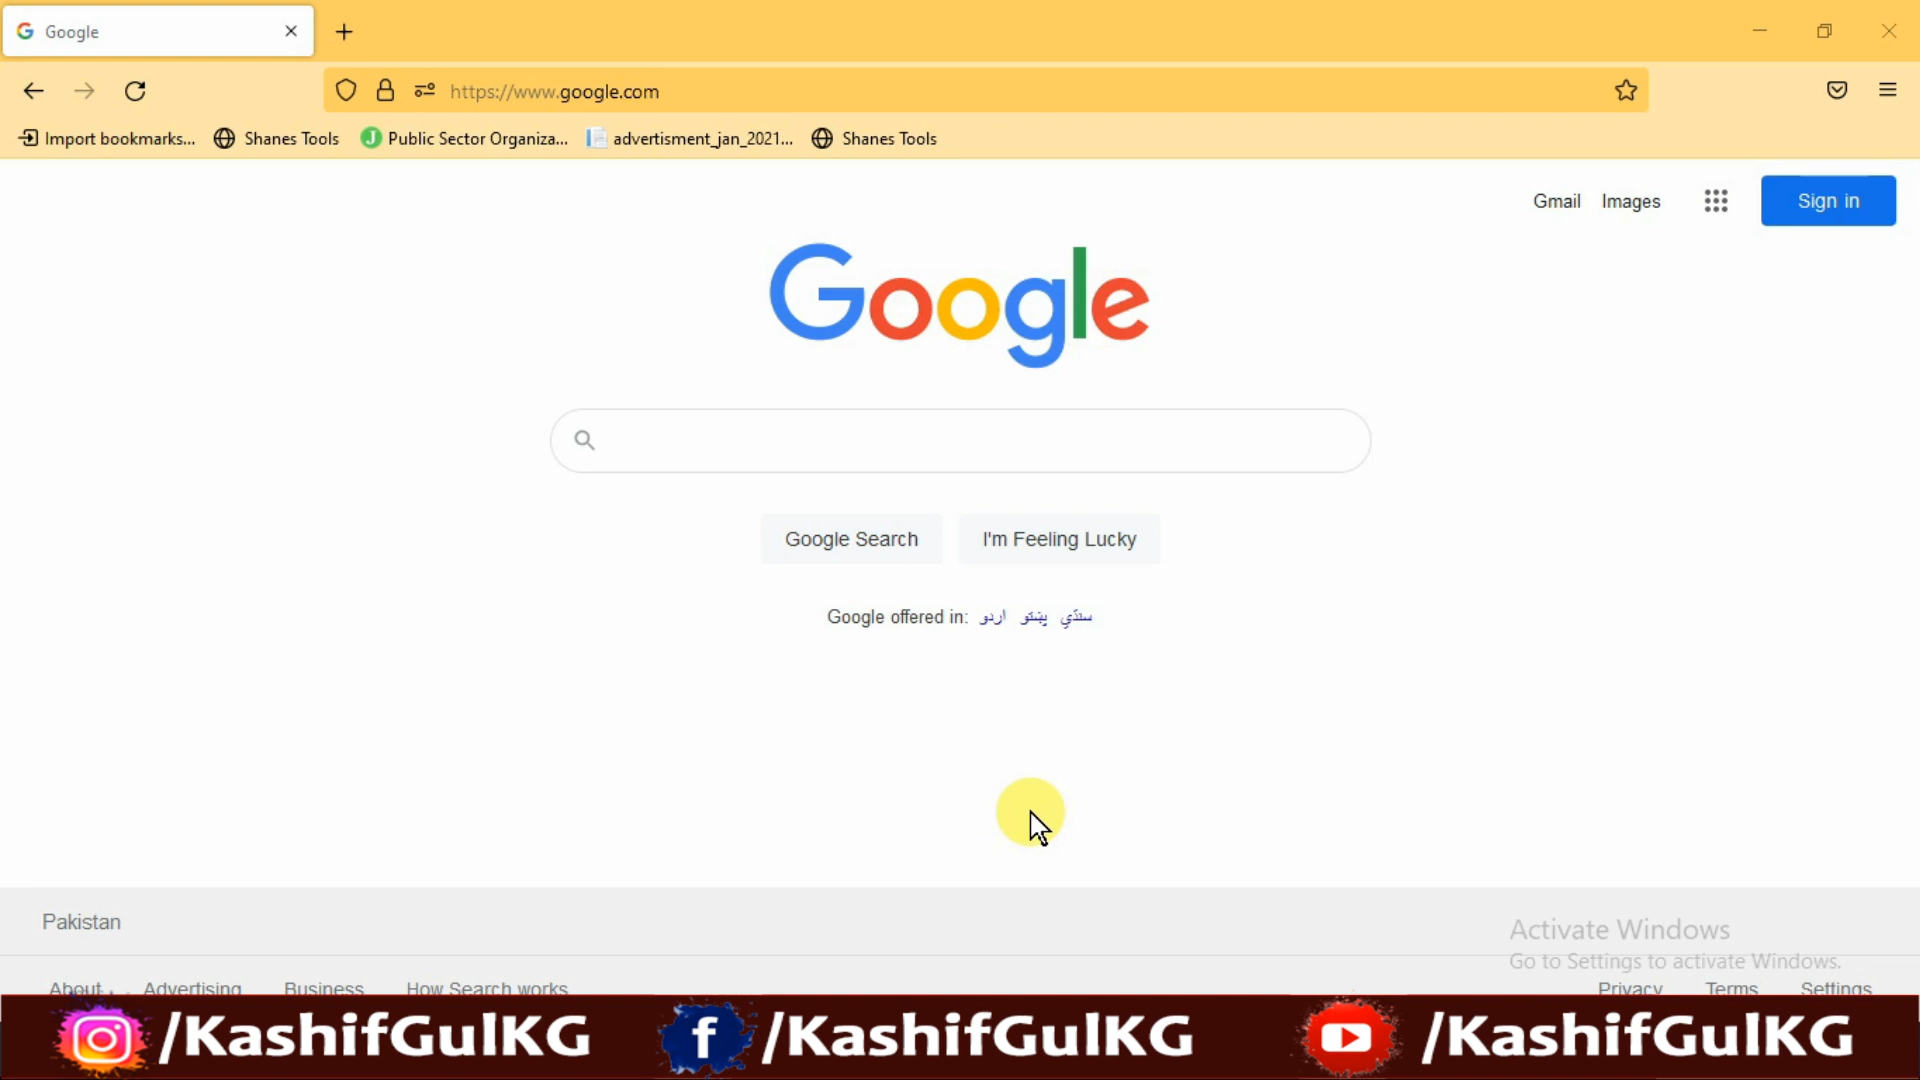 Google
https://www.google.com
Import bookmarks... Shanes Tools Public Sector Organiza... advertisment_jan_2021... Shanes Tools
Gmail Images Sign in
Google
Google Search I'm Feeling Lucky
Google offered in: اردو پښتو سنڌي
Pakistan
Activate Windows
Go to Settings to activate Windows.
About Advertising Business How Search works Privacy Terms Settings
/KashifGulKG /KashifGulKG /KashifGulKG